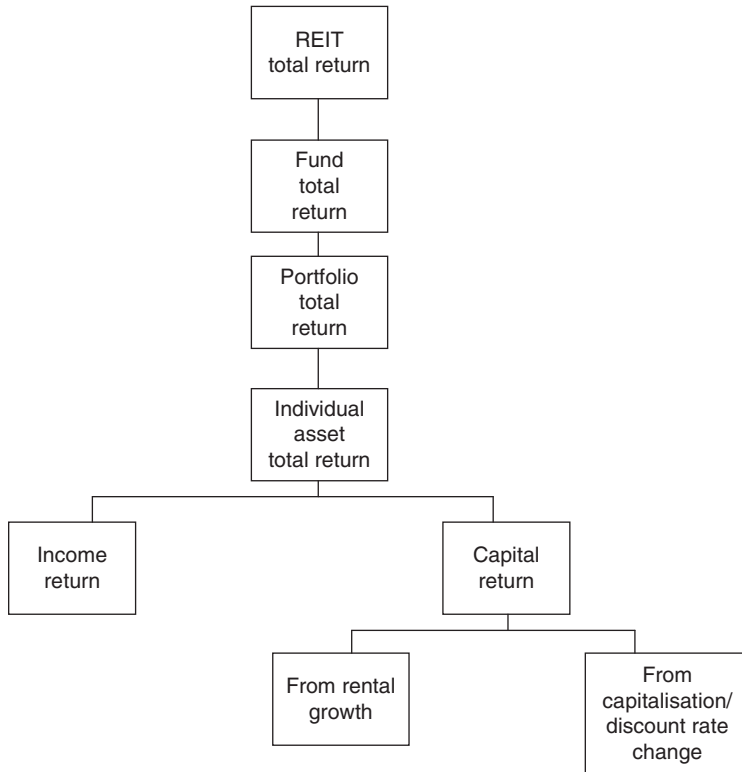 REIT
total return
Fund
total
return
Portfolio
total
return
Individual
asset
total return
Income
return
Capital
return
From rental
growth
From
capitalisation/
discount rate
change